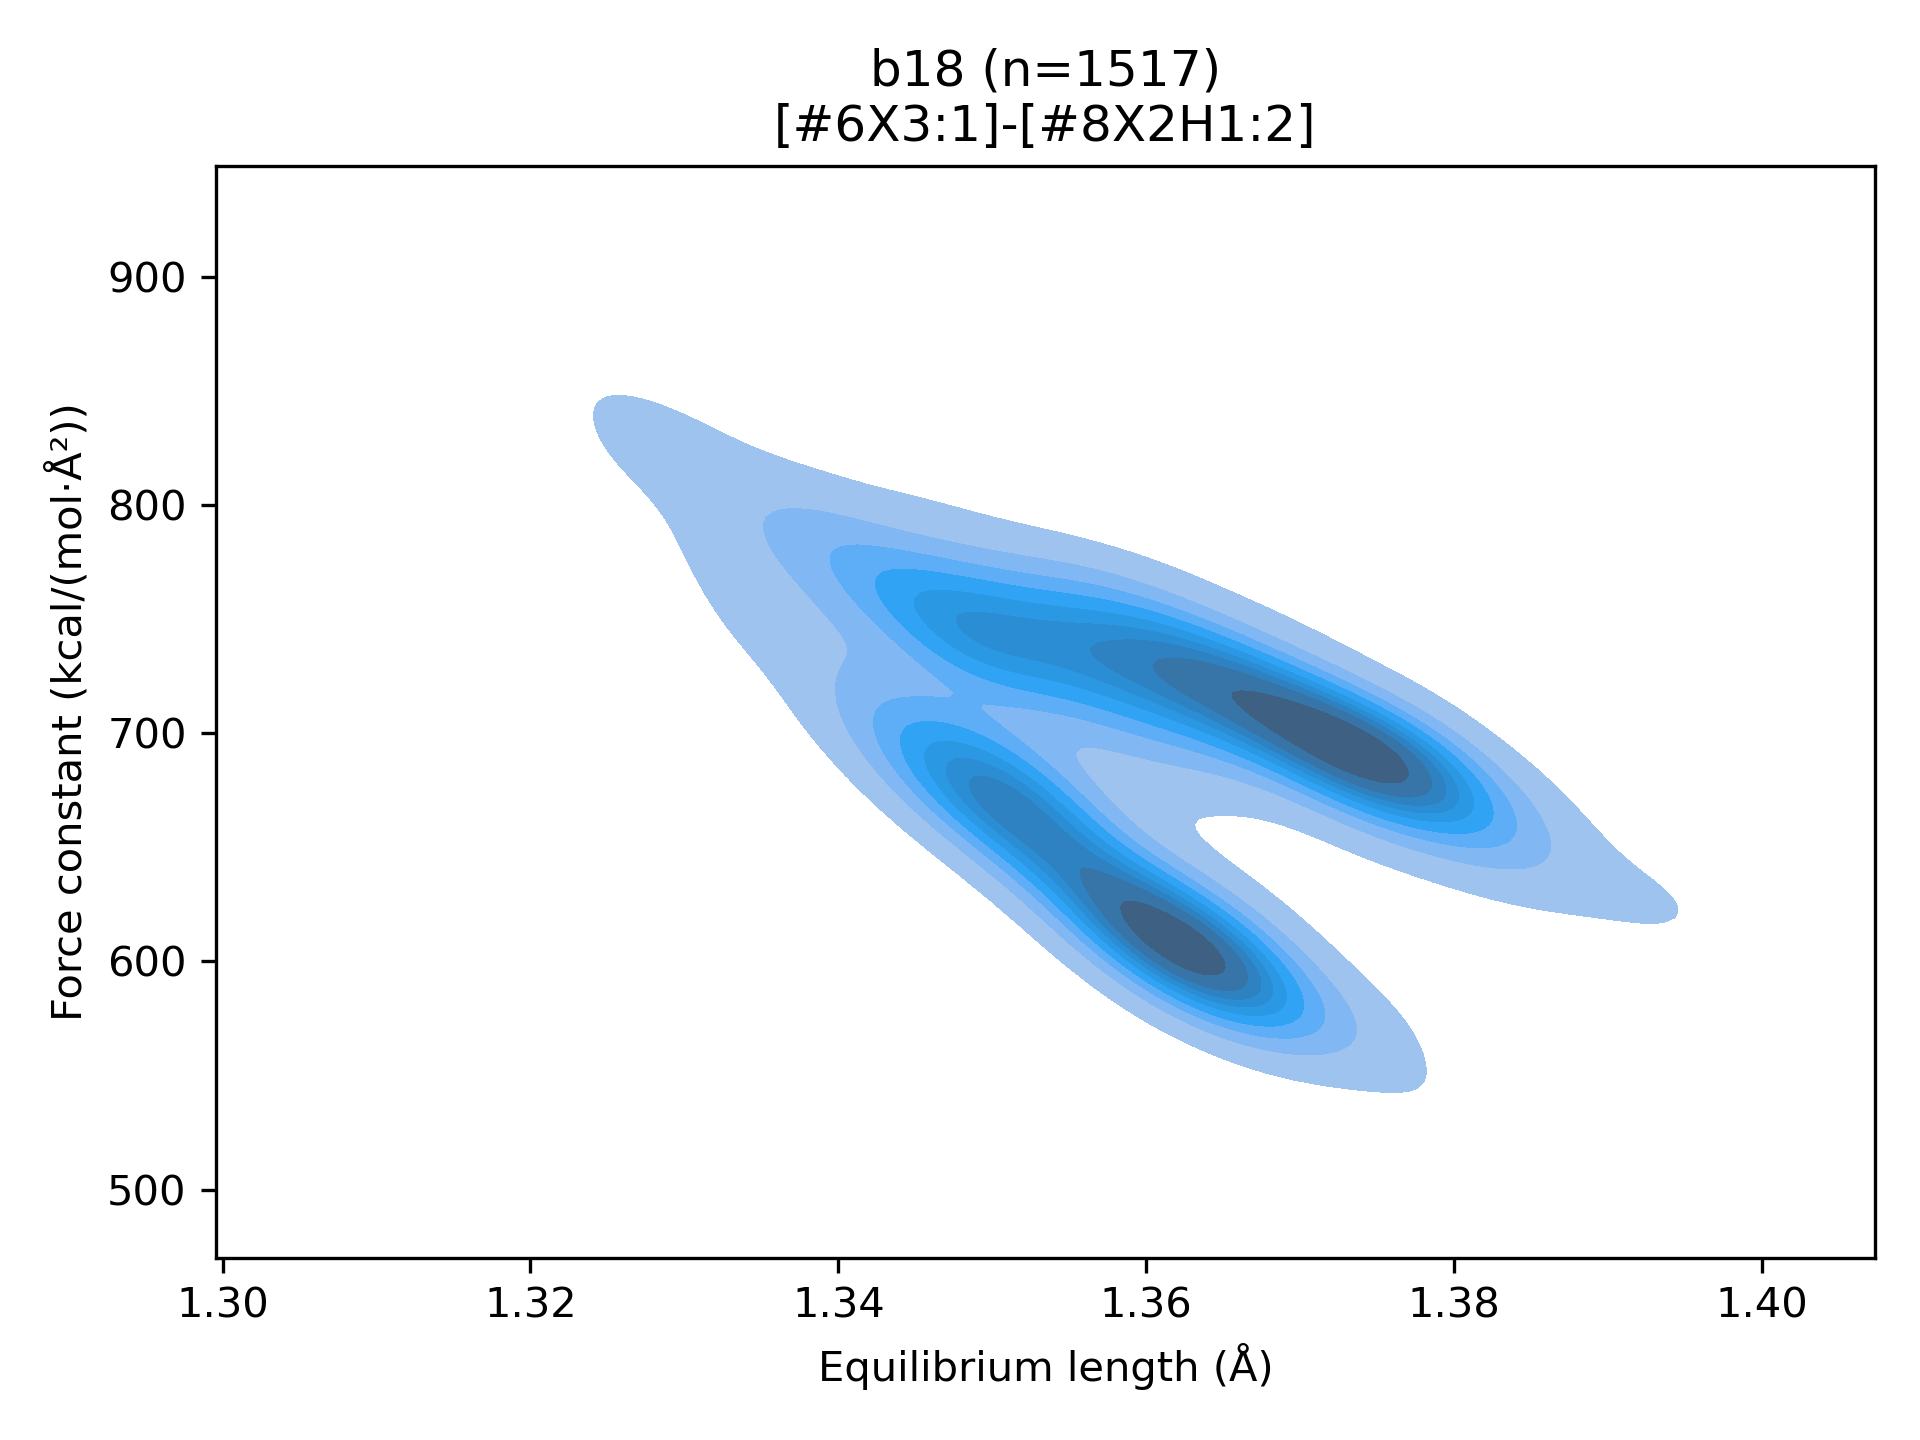 b18 (n=1517)
[#6X3:1]-[#8X2H1:2]
Force constant (kcal/(mol·Å²))
900
800
700
600
500
1.30 1.32 1.34 1.36 1.38 1.40
Equilibrium length (Å)